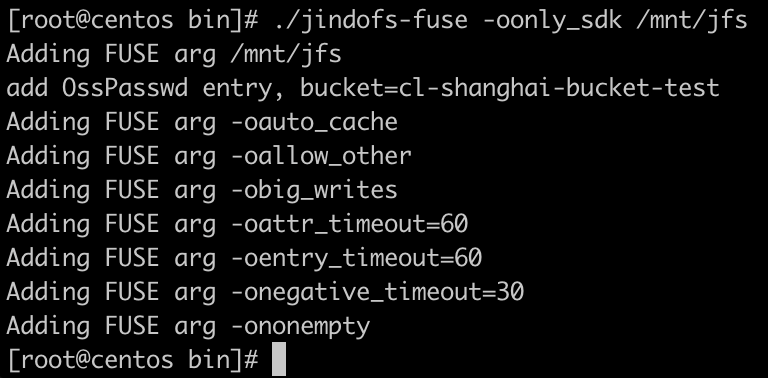 [root@centos bin]# ./jindofs-fuse -oonly_sdk /mnt/jfs
Adding FUSE arg /mnt/jfs
add OssPasswd entry, bucket=cl-shanghai-bucket-test
Adding FUSE arg -oauto_cache
Adding FUSE arg -oallow_other
Adding FUSE arg -obig_writes
Adding FUSE arg -oattr_timeout=60
Adding FUSE arg -oentry_timeout=60
Adding FUSE arg -onegative_timeout=30
Adding FUSE arg -ononempty
[root@centos bin]#